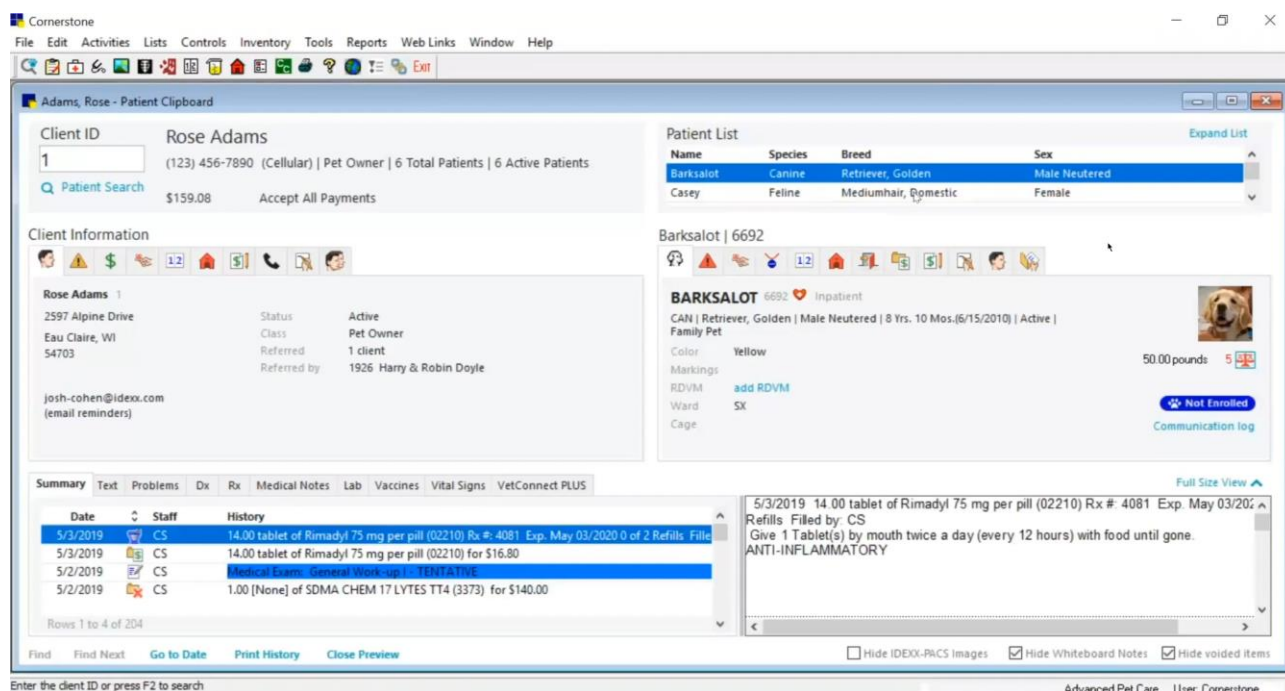 Cornerstone
File Edit Activities Lists Controls Inventory Tools Reports Web Links Window Help
EXIT
Adams, Rose - Patient Clipboard
Client ID
1
Patient Search
Rose Adams
(123) 456-7890 (Cellular) | Pet Owner | 6 Total Patients | 6 Active Patients
$159.08 Accept All Payments
Patient List Expand List
Name Species Breed Sex
Barksalot Canine Retriever, Golden Male Neutered
Casey Feline Mediumhair, Domestic Female
Client Information
Rose Adams 1
2597 Alpine Drive
Eau Claire, WI
54703
josh-cohen@idexx.com
(email reminders)
Status Active
Class Pet Owner
Referred 1 client
Referred by 1926 Harry & Robin Doyle
Barksalot | 6692
BARKSALOT 6692 Inpatient
CAN | Retriever, Golden | Male Neutered | 8 Yrs. 10 Mos.(6/15/2010) | Active |
Family Pet
Color Yellow
Markings
RDVM add RDVM
Ward SX
Cage
50.00 pounds 5
Not Enrolled
Communication log
Summary Text Problems Dx Rx Medical Notes Lab Vaccines Vital Signs VetConnect PLUS
Full Size View
Date Staff History
5/3/2019 CS 14.00 tablet of Rimadyl 75 mg per pill (02210) Rx #: 4081 Exp. May 03/2020 0 of 2 Refills Fille
5/3/2019 CS 14.00 tablet of Rimadyl 75 mg per pill (02210) for $16.80
5/2/2019 CS Medical Exam: General Work-up I - TENTATIVE
5/2/2019 CS 1.00 [None] of SDMA CHEM 17 LYTES TT4 (3373) for $140.00
Rows 1 to 4 of 204
5/3/2019 14.00 tablet of Rimadyl 75 mg per pill (02210) Rx #: 4081 Exp. May 03/202
Refills Filled by: CS
Give 1 Tablet(s) by mouth twice a day (every 12 hours) with food until gone.
ANTI-INFLAMMATORY
Find Find Next Go to Date Print History Close Preview
Hide IDEXX-PACS Images Hide Whiteboard Notes Hide voided items
Enter the client ID or press F2 to search
Advanced Pet Care User: Cornerstone